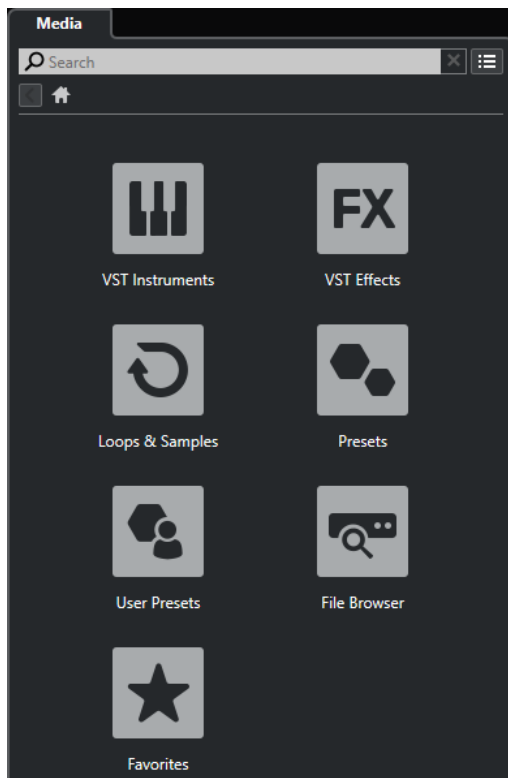 Media
Search
FX
VST Instruments
VST Effects
Loops & Samples
Presets
User Presets
File Browser
Favorites